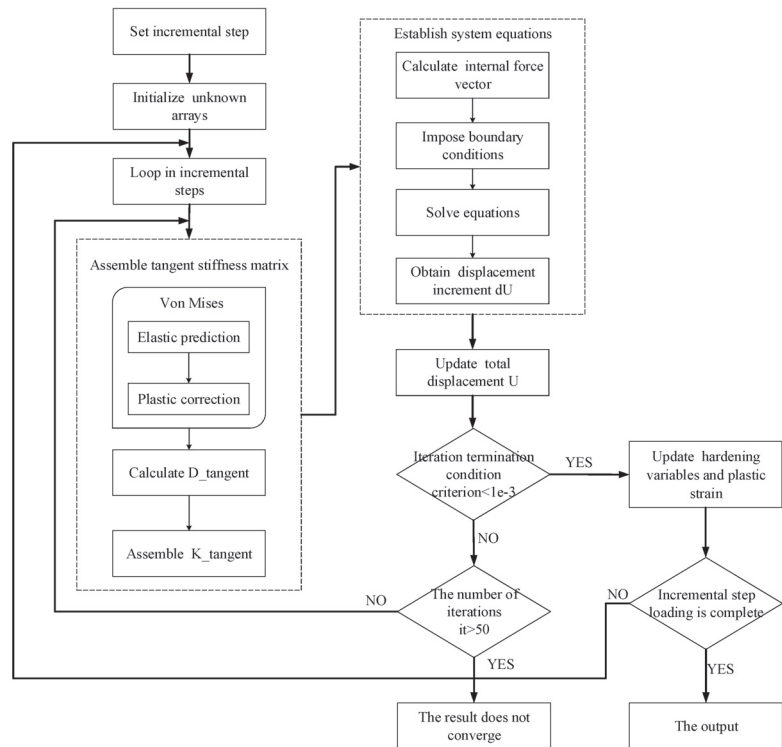 Set incremental step
Initialize unknown
arrays
Loop in incremental
steps
Assemble tangent stiffness matrix
Von Mises
Elastic prediction
Plastic correction
Calculate D_tangent
Assemble K_tangent
Establish system equations
Calculate internal force
vector
Impose boundary
conditions
Solve equations
Obtain displacement
increment dU
Update total
displacement U
Iteration termination
condition
criterion<1e-3
YES
NO
Update hardening
variables and plastic
strain
The number of
iterations
it>50
NO
YES
Incremental step
loading is complete
NO
YES
The result does not
converge
The output